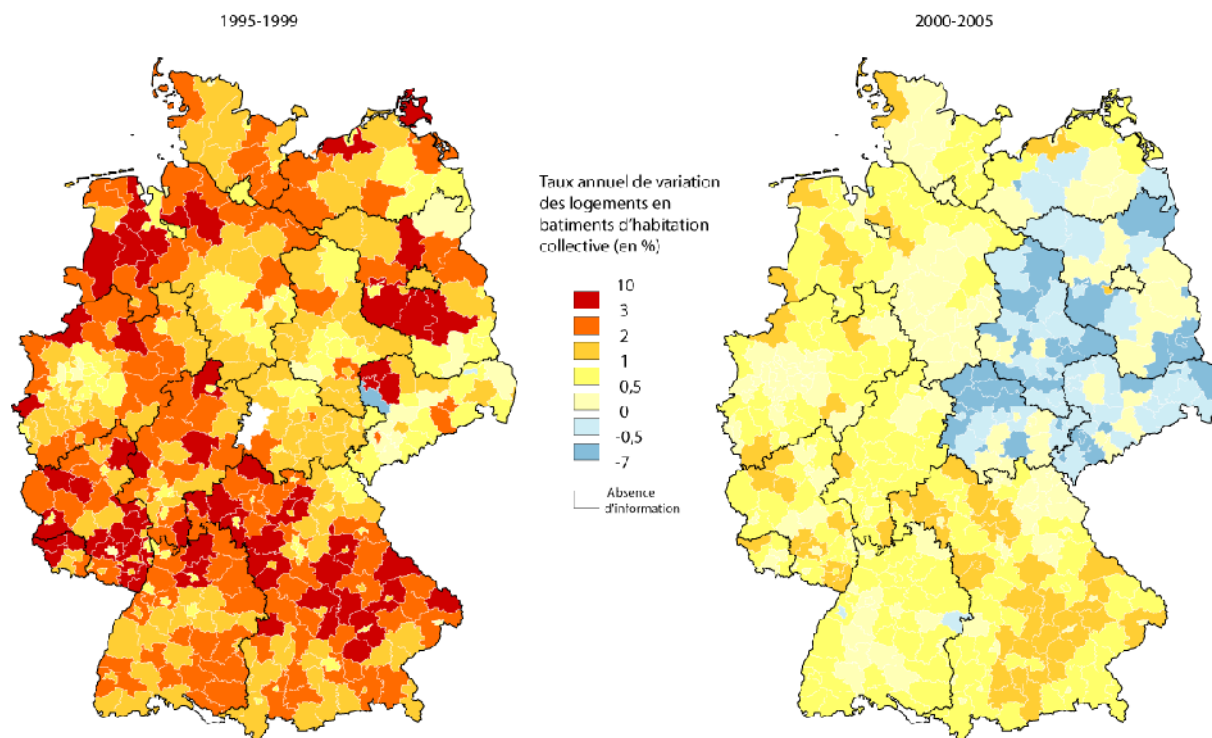 1995-1999
2000-2005
Taux annuel de variation
des logements en
batiments d'habitation
collective (en %)
10
3
2
1
0,5
0
-0,5
-7
Absence
d'information